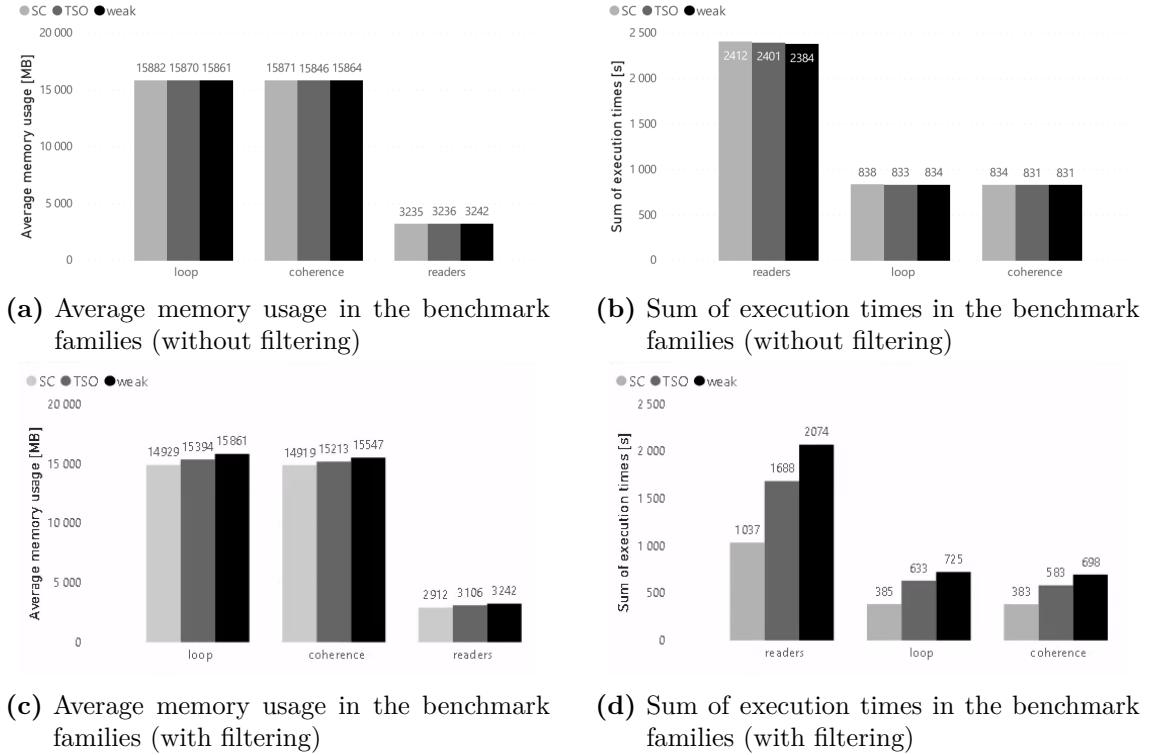 SC TSO weak
20 000
15882 15870 15861
15871 15846 15864
15 000
10 000
5 000
3235 3236 3242
0
Average memory usage [MB]
loop
coherence
readers
(a) Average memory usage in the benchmark
families (without filtering)
SC TSO weak
2 500
2412 2401 2384
2 000
1 500
1 000
838 833 834
834 831 831
500
0
Sum of execution times [s]
readers
loop
coherence
(b) Sum of execution times in the benchmark
families (without filtering)
SC TSO weak
20 000
14929 15394 15861
14919 15213 15547
15 000
10 000
5 000
2912 3106 3242
0
Average memory usage [MB]
loop
coherence
readers
(c) Average memory usage in the benchmark
families (with filtering)
SC TSO weak
2 500
2 000
1037 1688 2074
1 500
1 000
385 633 725
383 583 698
500
0
Sum of execution times [s]
readers
loop
coherence
(d) Sum of execution times in the benchmark
families (with filtering)